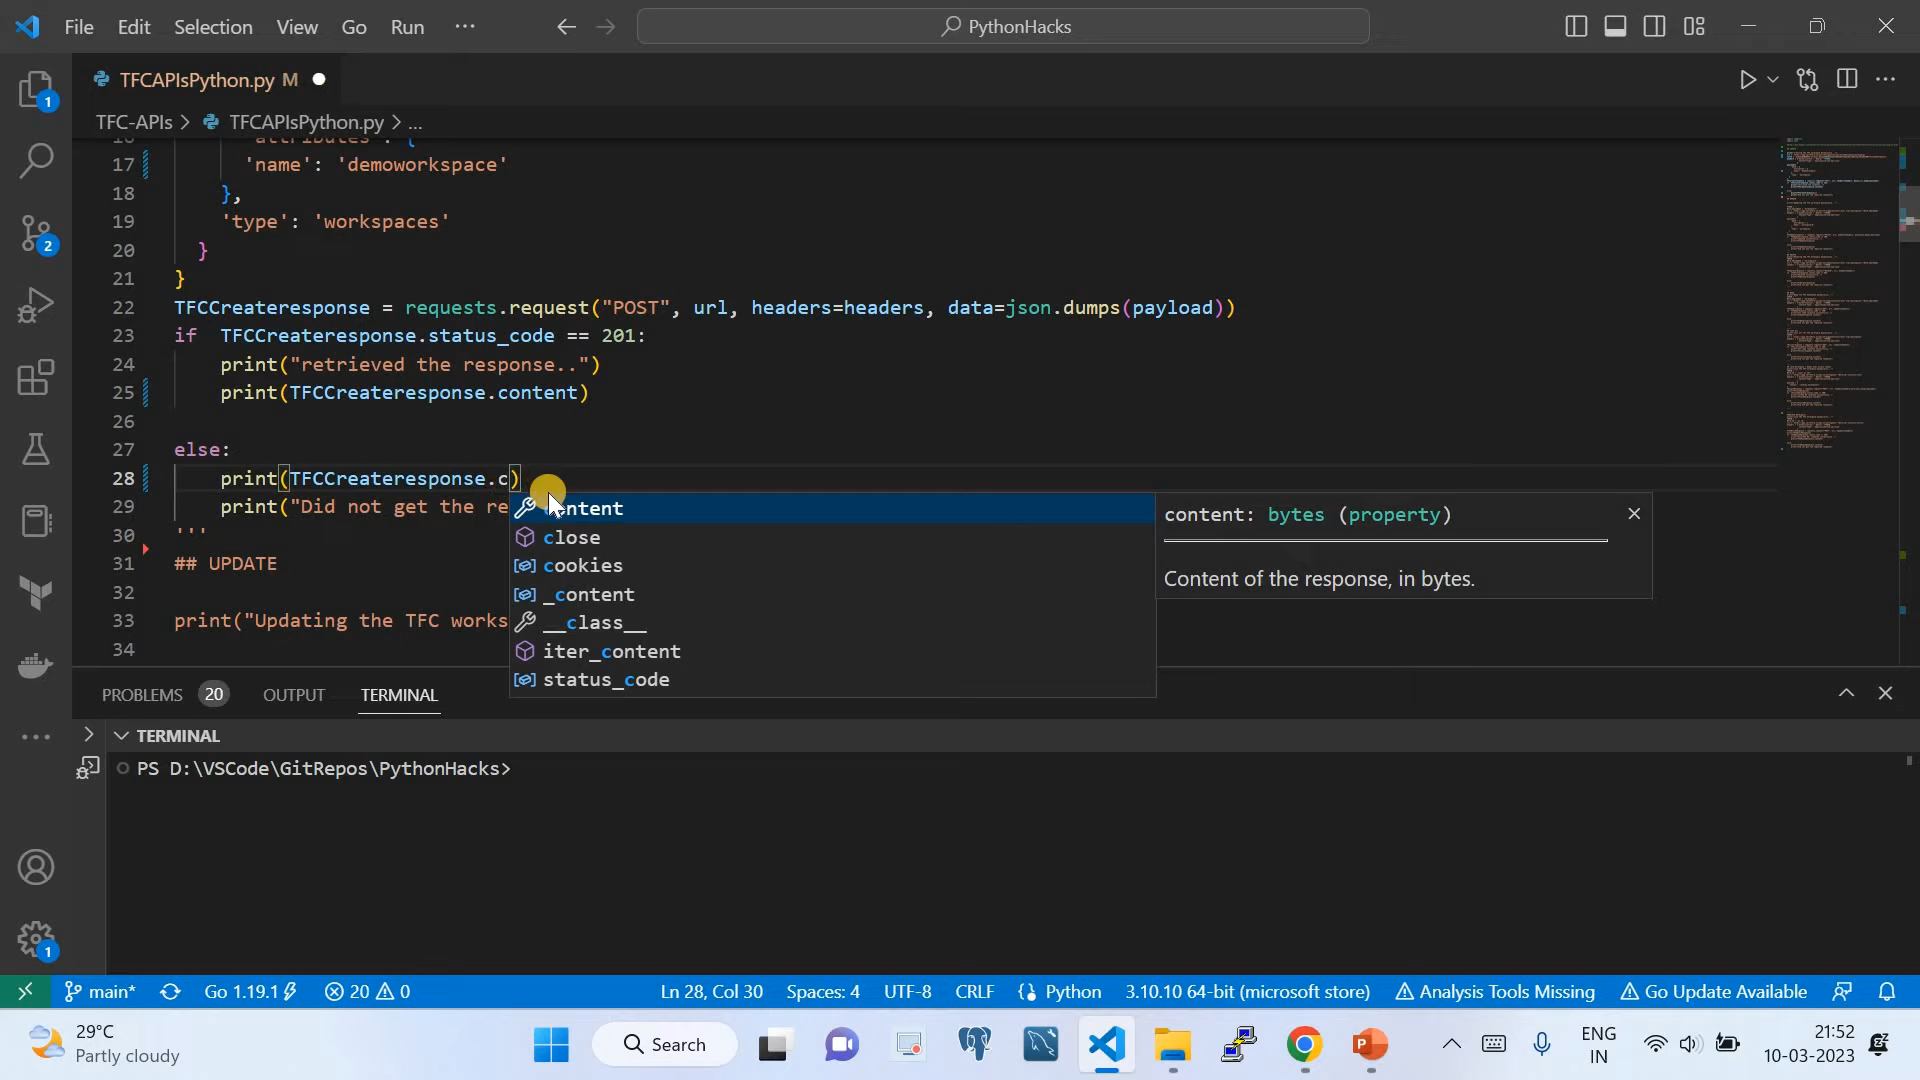 File Edit Selection View Go Run ···
PythonHacks
TFCAPIsPython.py M
TFC-APIs > TFCAPIsPython.py > ...
16 'attributes': {
17 'name': 'demoworkspace'
18 },
19 'type': 'workspaces'
20 }
21 }
22 TFCCreateresponse = requests.request("POST", url, headers=headers, data=json.dumps(payload))
23 if TFCCreateresponse.status_code == 201:
24 print("retrieved the response..")
25 print(TFCCreateresponse.content)
26
27 else:
28 print(TFCCreateresponse.c)
29 print("Did not get the re
30 '''
31 ## UPDATE
32
33 print("Updating the TFC works
34
content
close
cookies
_content
__class__
iter_content
status_code
content: bytes (property)
Content of the response, in bytes.
PROBLEMS 20 OUTPUT TERMINAL
TERMINAL
PS D:\VSCode\GitRepos\PythonHacks>
1
2
1
main* Go 1.19.1 20 0 Ln 28, Col 30 Spaces: 4 UTF-8 CRLF {} Python 3.10.10 64-bit (microsoft store) Analysis Tools Missing Go Update Available
29°C
Partly cloudy
Search
ENG
IN
21:52
10-03-2023